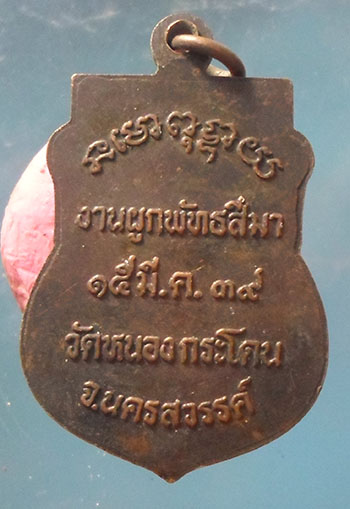 งานผูกพัทธสีมา
๑๕ มี.ค. ๓๙
วัดหนองกระโดน
จ.นครสวรรค์